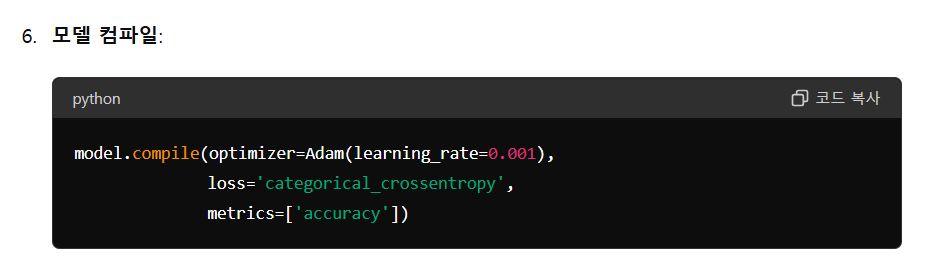 6. 모델 컴파일:
python
코드 복사
model.compile(optimizer=Adam(learning_rate=0.001),
loss='categorical_crossentropy',
metrics=['accuracy'])